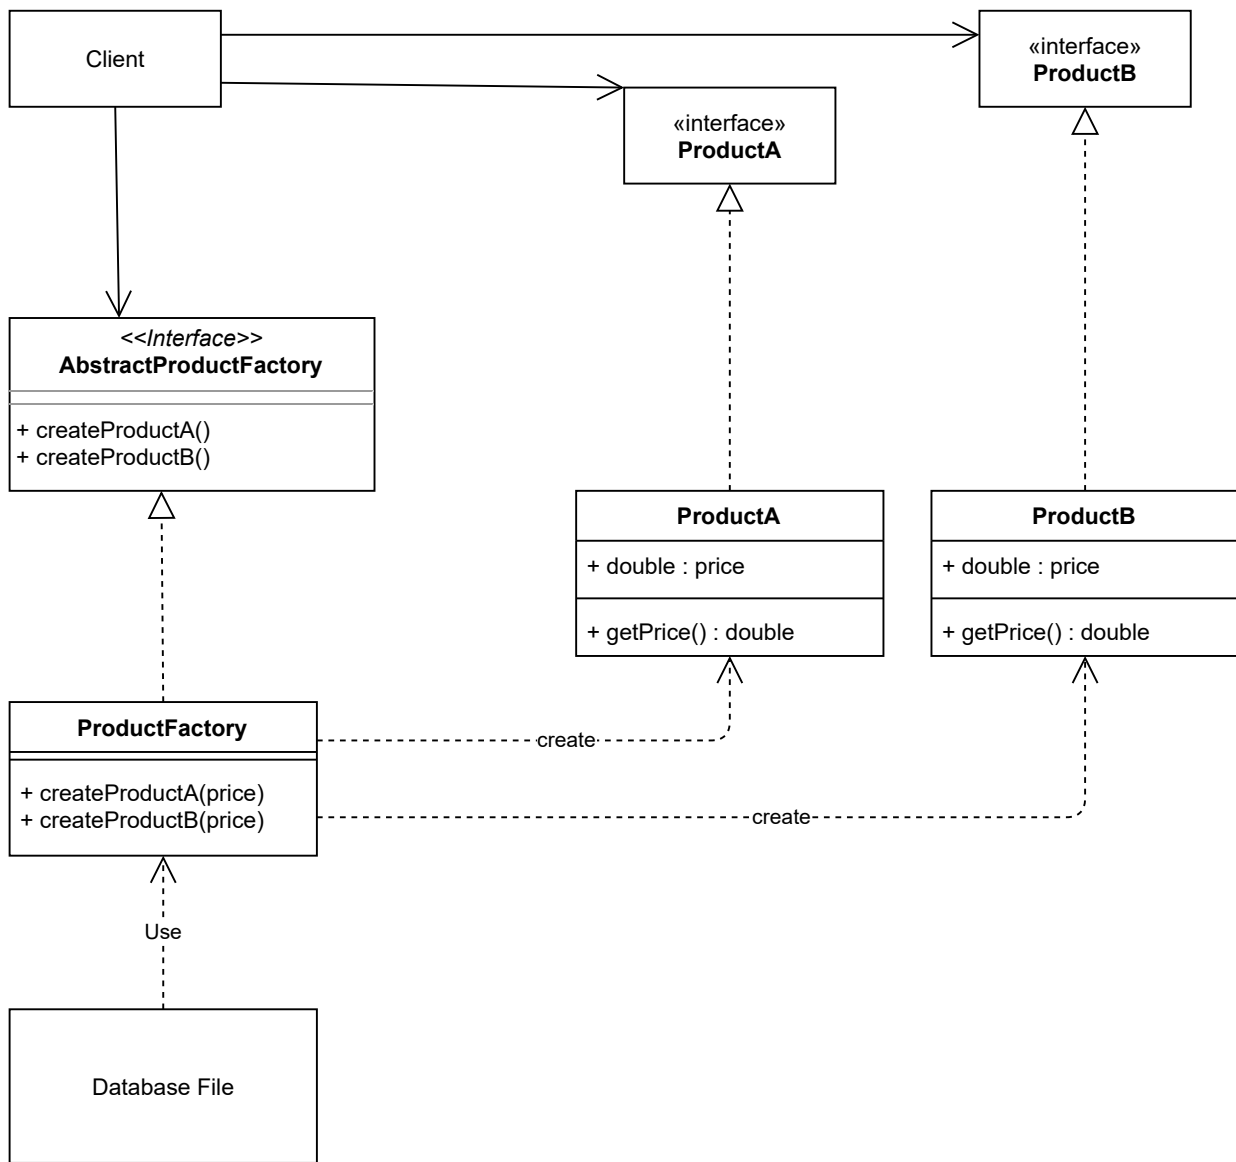 Client
«interface»
ProductB
«interface»
ProductA
<<Interface>>
AbstractProductFactory
+ createProductA()
+ createProductB()
ProductA
+ double : price
+ getPrice() : double
ProductB
+ double : price
+ getPrice() : double
ProductFactory
+ createProductA(price)
+ createProductB(price)
create
create
Use
Database File